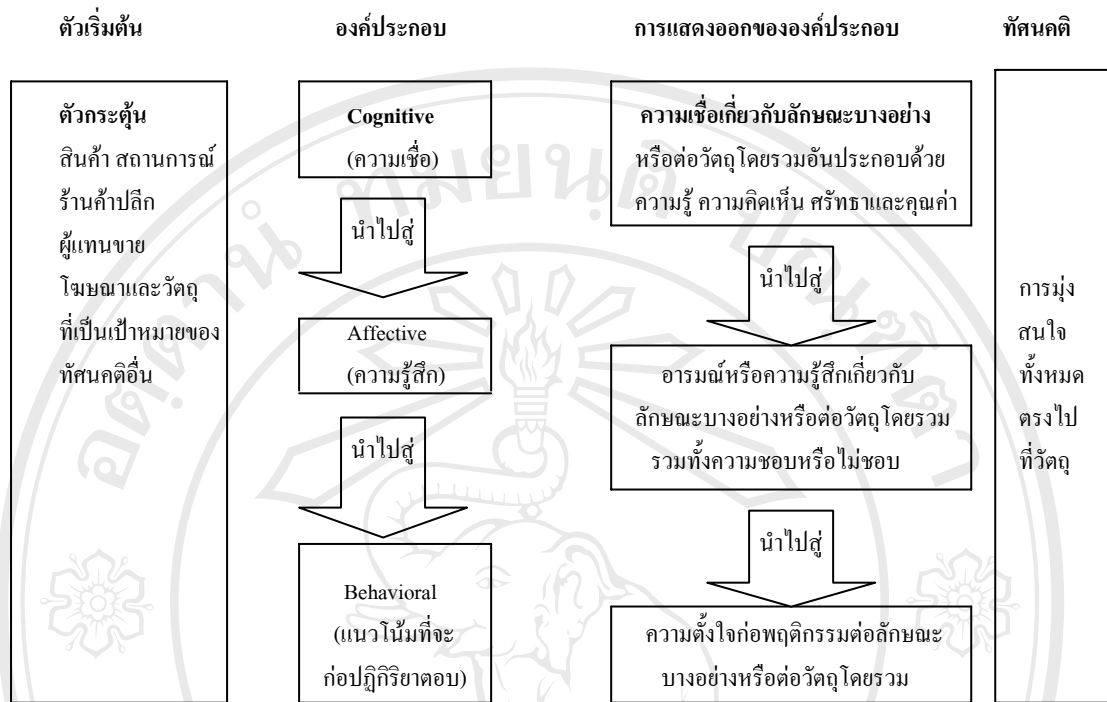 ตัวเริ่มต้น
องค์ประกอบ
การแสดงออกขององค์ประกอบ
ทัศนคติ
ตัวกระตุ้น
สินค้า สถานการณ์
ร้านค้าปลีก
ผู้แทนขาย
โฆษณาและวัตถุ
ที่เป็นเป้าหมายของ
ทัศนคติอื่น
Cognitive
(ความเชื่อ)
นำไปสู่
Affective
(ความรู้สึก)
นำไปสู่
Behavioral
(แนวโน้มที่จะ
ก่อปฏิกิริยาตอบ)
ความเชื่อเกี่ยวกับลักษณะบางอย่าง
หรือต่อวัตถุโดยรวมอันประกอบด้วย
ความรู้ ความคิดเห็น ศรัทธาและคุณค่า
นำไปสู่
อารมณ์หรือความรู้สึกเกี่ยวกับ
ลักษณะบางอย่างหรือต่อวัตถุโดยรวม
รวมทั้งความชอบหรือไม่ชอบ
นำไปสู่
ความตั้งใจก่อพฤติกรรมต่อลักษณะ
บางอย่างหรือต่อวัตถุโดยรวม
การมุ่ง
สนใจ
ทั้งหมด
ตรงไป
ที่วัตถุ
อตฺตานํ ทมยนฺติ ปณฺฑิตา